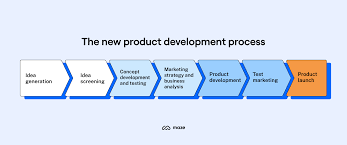 The new product development process
Idea
generation
Idea
screening
Concept
development
and testing
Marketing
strategy and
business
analysis
Product
development
Test
marketing
Product
launch
maze